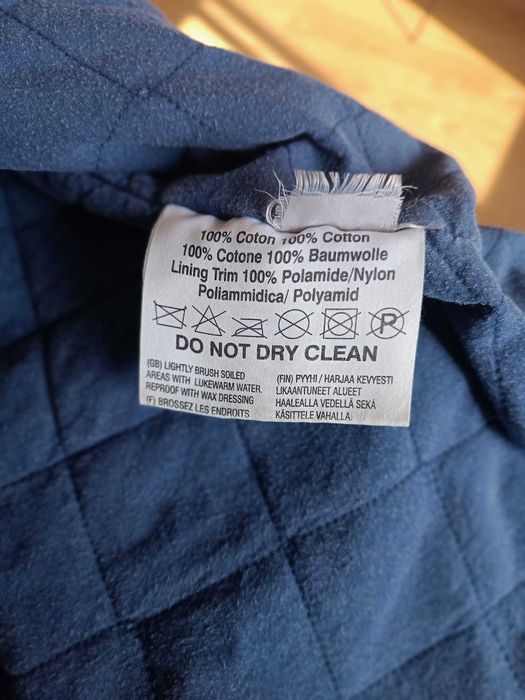 100% Coton 100% Cotton
100% Cotone 100% Baumwolle
Lining Trim 100% Polamide/Nylon
Poliammidica/ Polyamid
P
DO NOT DRY CLEAN
(GB) LIGHTLY BRUSH SOILED
AREAS WITH LUKEWARM WATER.
REPROOF WITH WAX DRESSING
(F) BROSSEZ LES ENDROITS
(FIN) PYYHI / HARJAA KEVYESTI
LIKAANTUNEET ALUEET
HAALEALLA VEDELLÄ SEKÄ
KÄSITTELE VAHALLA.